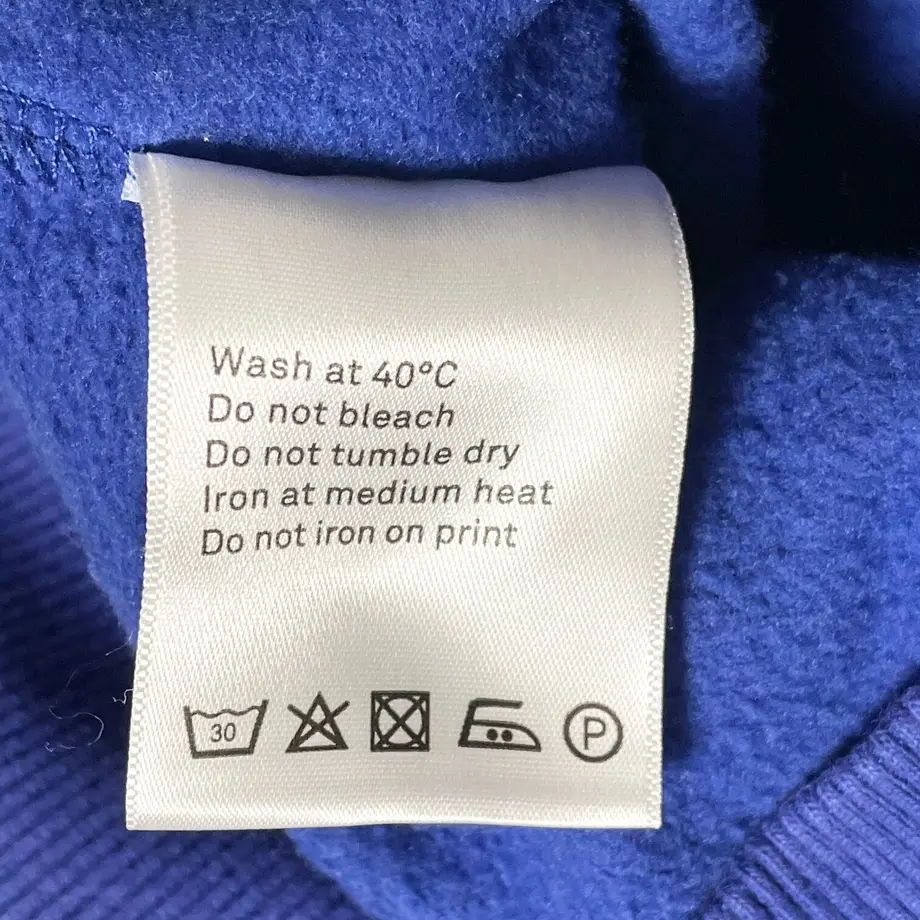 Wash at 40°C
Do not bleach
Do not tumble dry
Iron at medium heat
Do not iron on print
30 P